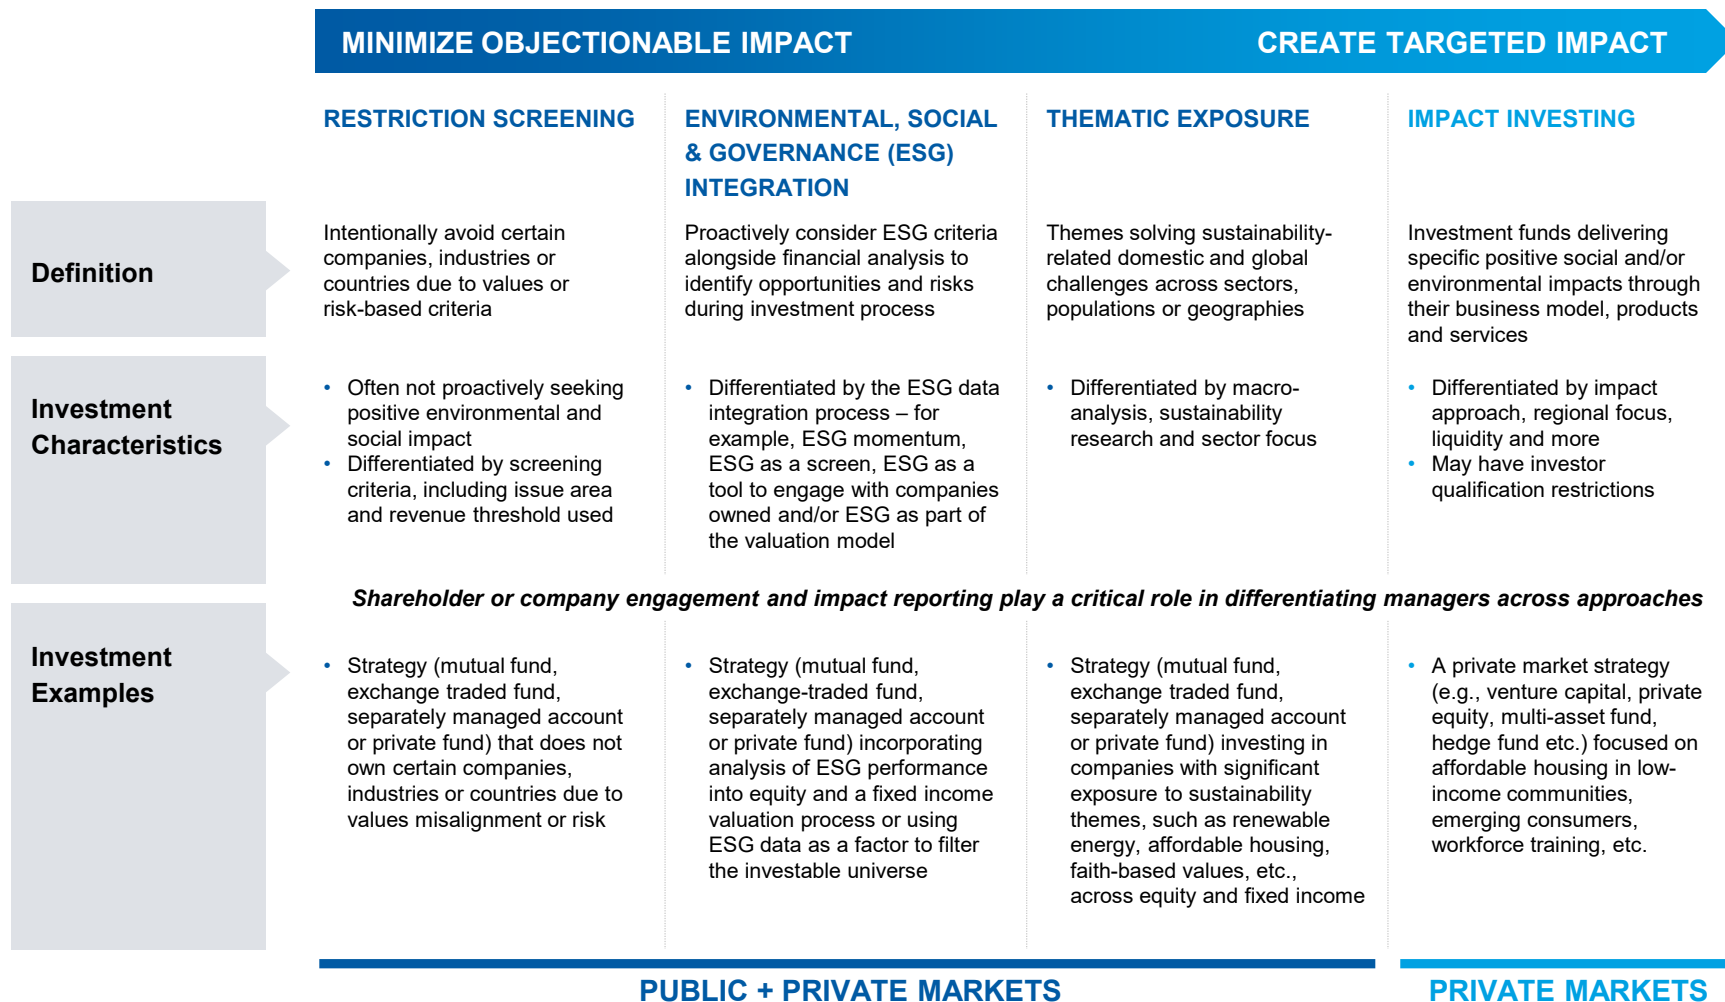 MINIMIZE OBJECTIONABLE IMPACT
CREATE TARGETED IMPACT
RESTRICTION SCREENING
ENVIRONMENTAL, SOCIAL
& GOVERNANCE (ESG)
INTEGRATION
THEMATIC EXPOSURE
IMPACT INVESTING
Definition
Intentionally avoid certain
companies, industries or
countries due to values or
risk-based criteria
Proactively consider ESG criteria
alongside financial analysis to
identify opportunities and risks
during investment process
Themes solving sustainability-
related domestic and global
challenges across sectors,
populations or geographies
Investment funds delivering
specific positive social and/or
environmental impacts through
their business model, products
and services
Investment
Characteristics
• Often not proactively seeking
positive environmental and
social impact
• Differentiated by screening
criteria, including issue area
and revenue threshold used
• Differentiated by the ESG data
integration process – for
example, ESG momentum,
ESG as a screen, ESG as a
tool to engage with companies
owned and/or ESG as part of
the valuation model
• Differentiated by macro-
analysis, sustainability
research and sector focus
• Differentiated by impact
approach, regional focus,
liquidity and more
• May have investor
qualification restrictions
Shareholder or company engagement and impact reporting play a critical role in differentiating managers across approaches
Investment
Examples
• Strategy (mutual fund,
exchange traded fund,
separately managed account
or private fund) that does not
own certain companies,
industries or countries due to
values misalignment or risk
• Strategy (mutual fund,
exchange-traded fund,
separately managed account
or private fund) incorporating
analysis of ESG performance
into equity and a fixed income
valuation process or using
ESG data as a factor to filter
the investable universe
• Strategy (mutual fund,
exchange traded fund,
separately managed account
or private fund) investing in
companies with significant
exposure to sustainability
themes, such as renewable
energy, affordable housing,
faith-based values, etc.,
across equity and fixed income
• A private market strategy
(e.g., venture capital, private
equity, multi-asset fund,
hedge fund etc.) focused on
affordable housing in low-
income communities,
emerging consumers,
workforce training, etc.
PUBLIC + PRIVATE MARKETS
PRIVATE MARKETS